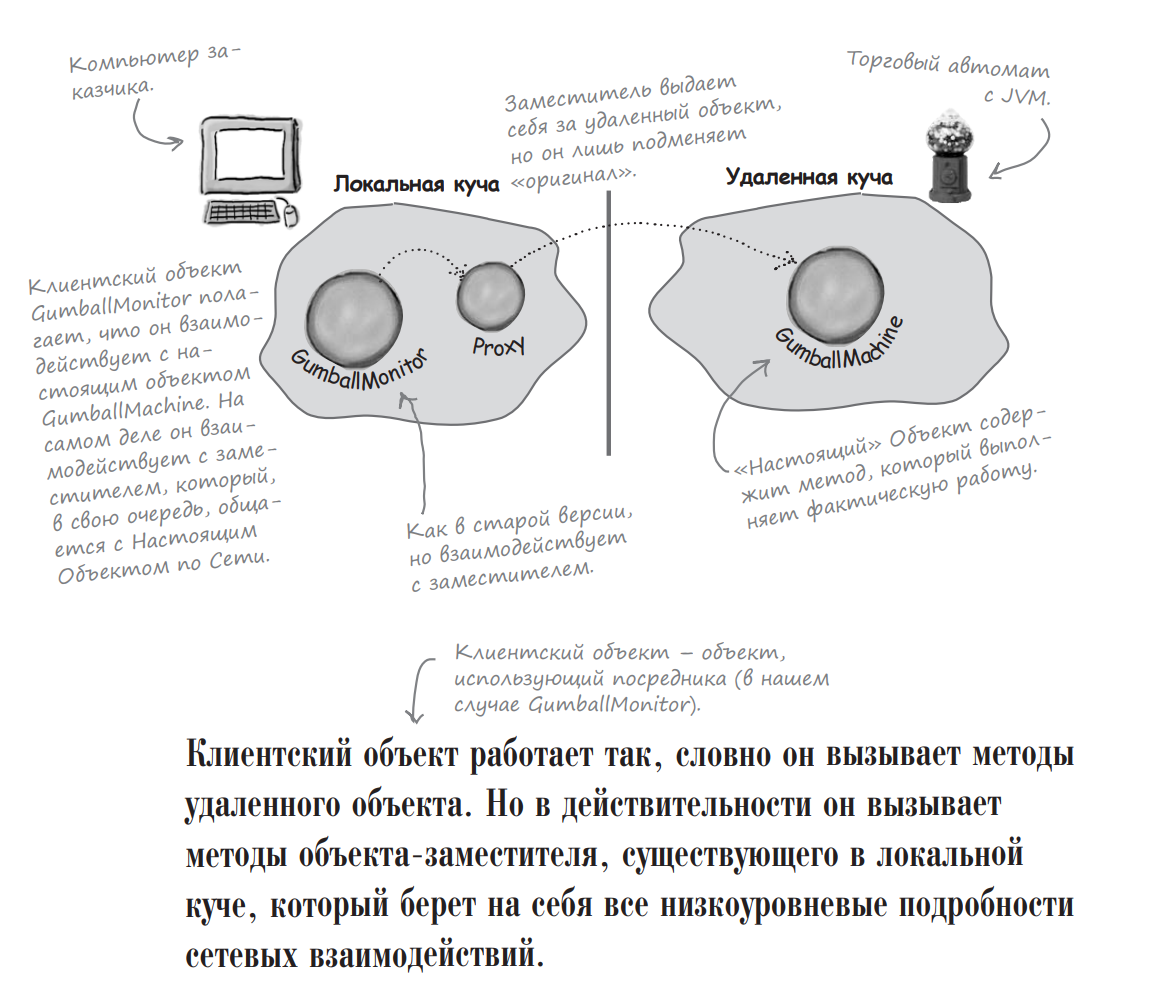 Компьютер за-
казчика.
Заместитель выдает
себя за удаленный объект,
но он лишь подменяет
«оригинал».
Торговый автомат
с JVM.
Локальная куча
Удаленная куча
Клиентский объект
GumballMonitor пола-
гает, что он взаимо-
действует с на-
стоящим объектом
GumballMachine. На
самом деле он взаи-
модействует с заме-
стителем, который,
в свою очередь, обща-
ется с Настоящим
Объектом по Сети.
GumballMonitor
Proxy
GumballMachine
Как в старой версии,
но взаимодействует
с заместителем.
«Настоящий» Объект содер-
жит метод, который выпол-
няет фактическую работу.
Клиентский объект – объект,
использующий посредника (в нашем
случае GumballMonitor).
Клиентский объект работает так, словно он вызывает методы
удаленного объекта. Но в действительности он вызывает
методы объекта-заместителя, существующего в локальной
куче, который берет на себя все низкоуровневые подробности
сетевых взаимодействий.